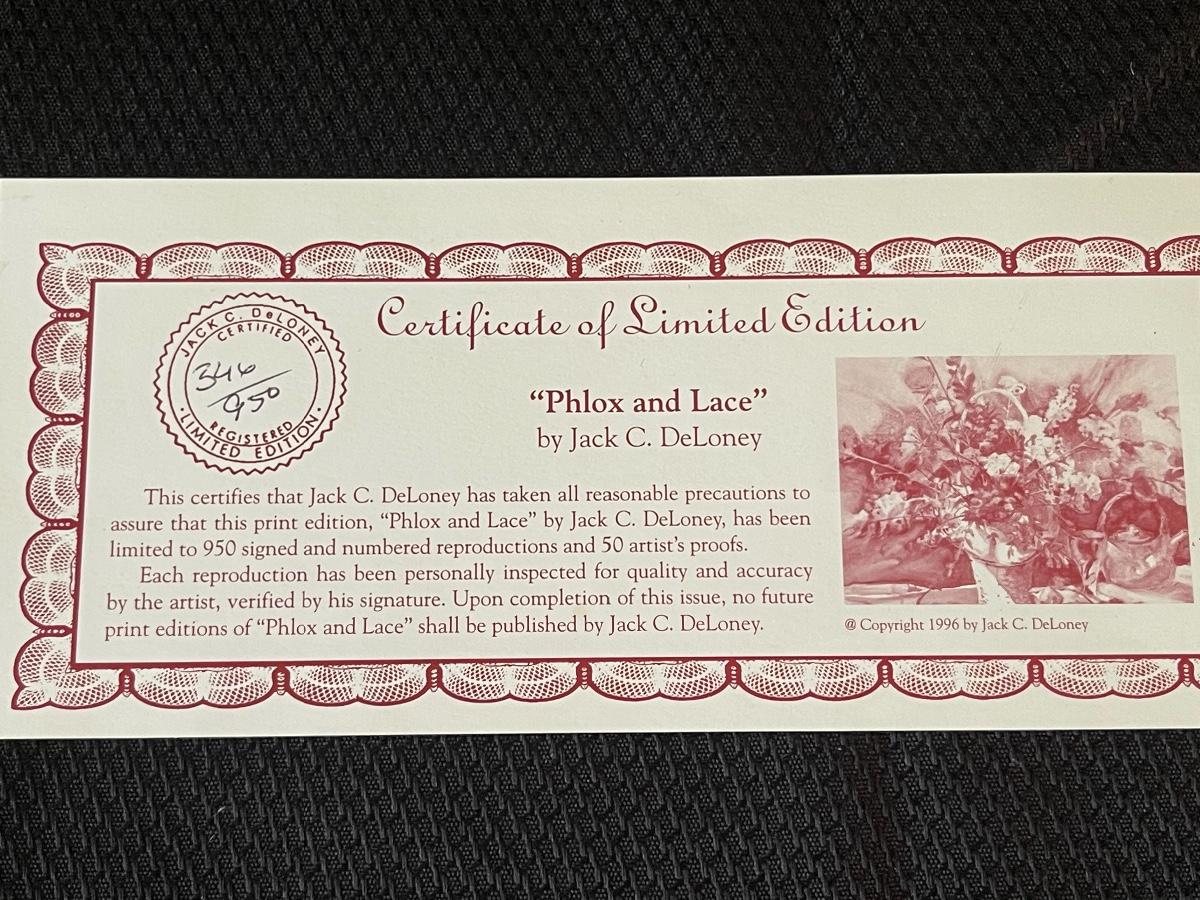 Certificate of Limited Edition
JACK C. DeLONEY
CERTIFIED
346/950
REGISTERED
·LIMITED EDITION·
“Phlox and Lace”
by Jack C. DeLoney
This certifies that Jack C. DeLoney has taken all reasonable precautions to
assure that this print edition, “Phlox and Lace” by Jack C. DeLoney, has been
limited to 950 signed and numbered reproductions and 50 artist's proofs.
Each reproduction has been personally inspected for quality and accuracy
by the artist, verified by his signature. Upon completion of this issue, no future
print editions of “Phlox and Lace” shall be published by Jack C. DeLoney.
@ Copyright 1996 by Jack C. DeLoney